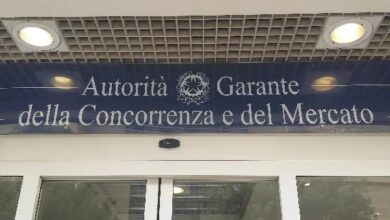 Autorità Garante
della Concorrenza e del Mercato